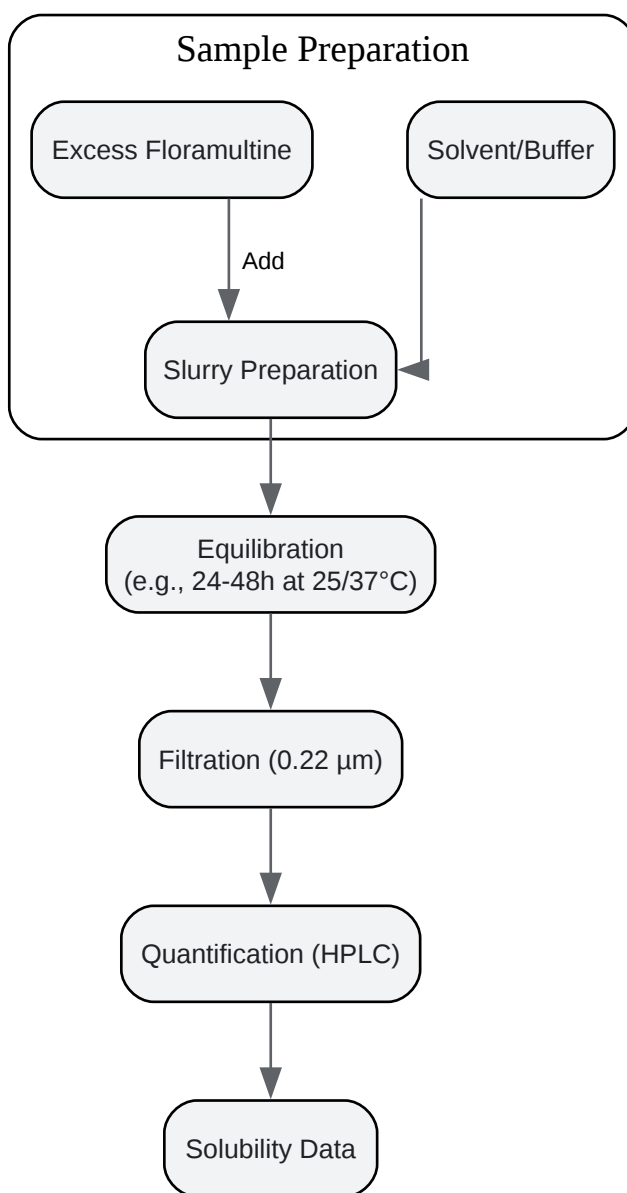 Sample Preparation
Excess Floramultine
Solvent/Buffer
Add
Slurry Preparation
Equilibration
(e.g., 24-48h at 25/37°C)
Filtration (0.22 µm)
Quantification (HPLC)
Solubility Data